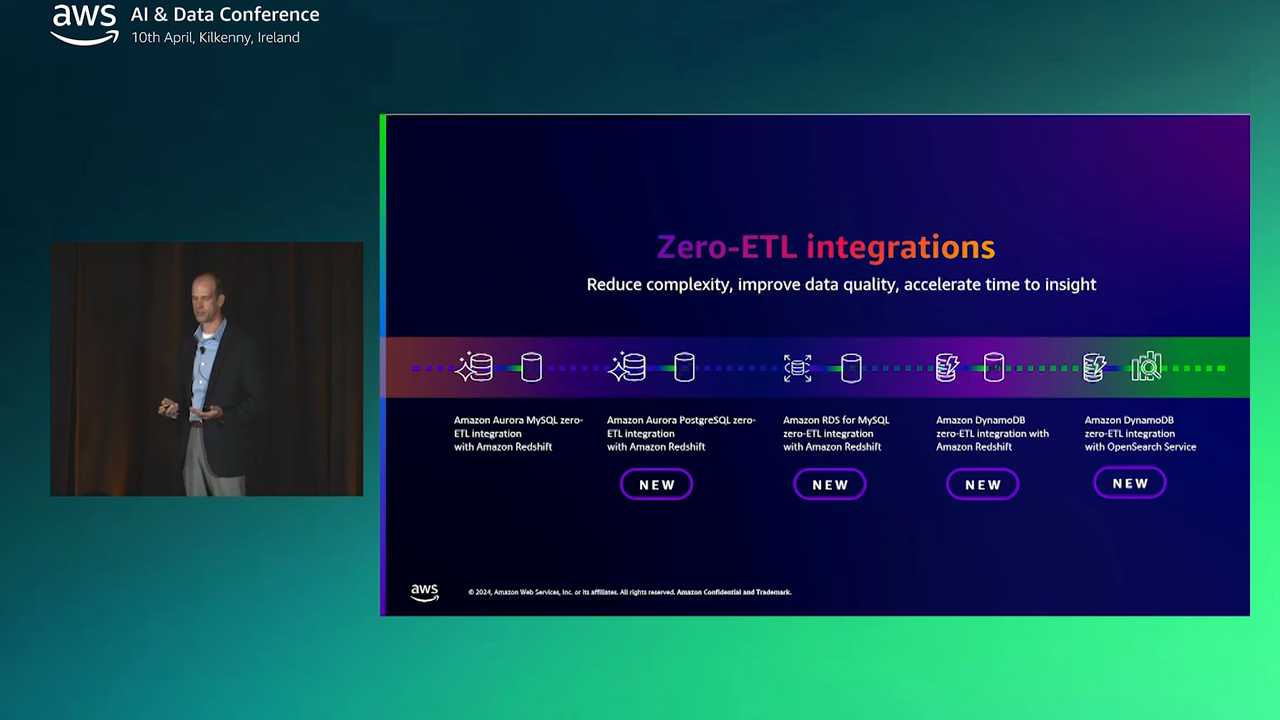 aws
AI & Data Conference
10th April, Kilkenny, Ireland
Zero-ETL integrations
Reduce complexity, improve data quality, accelerate time to insight
Amazon Aurora MySQL zero-
ETL integration
with Amazon Redshift
Amazon Aurora PostgreSQL zero-
ETL integration
with Amazon Redshift
NEW
Amazon RDS for MySQL
zero-ETL integration
with Amazon Redshift
NEW
Amazon DynamoDB
zero-ETL integration with
Amazon Redshift
NEW
Amazon DynamoDB
zero-ETL integration
with OpenSearch Service
NEW
aws
© 2024, Amazon Web Services, Inc. or its affiliates. All rights reserved. Amazon Confidential and Trademark.